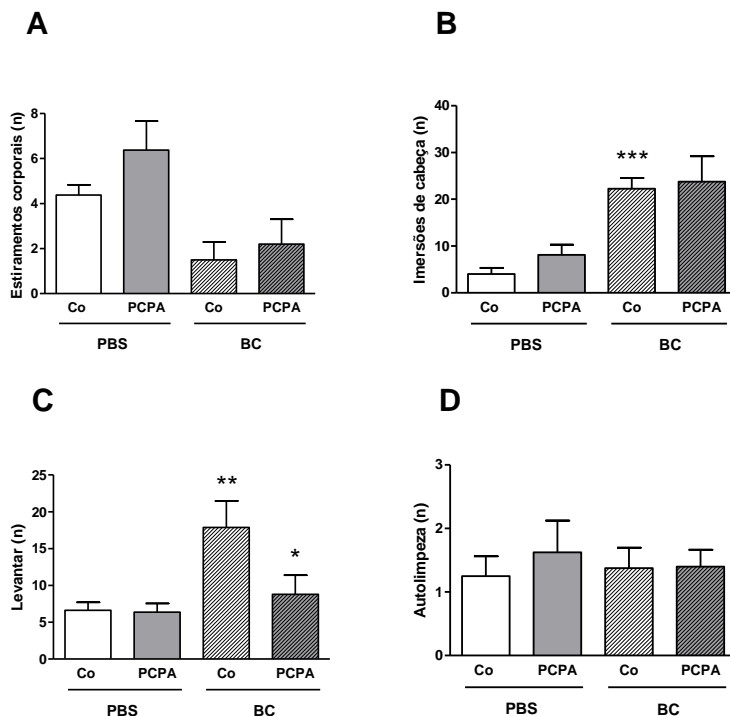 A
Estiramentos corporais (n)
8
6
4
2
0
Co PCPA Co PCPA
PBS BC
B
Imersões de cabeça (n)
40
30
20
10
0
***
Co PCPA Co PCPA
PBS BC
C
Levantar (n)
25
20
15
10
5
0
**
*
Co PCPA Co PCPA
PBS BC
D
Autolimpeza (n)
3
2
1
0
Co PCPA Co PCPA
PBS BC